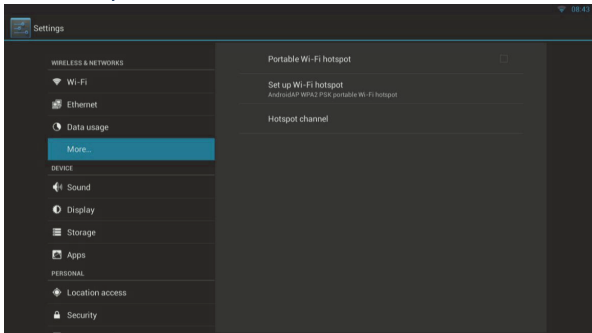 08:43
Settings
WIRELESS & NETWORKS
Wi-Fi
Ethernet
Data usage
More...
DEVICE
Sound
Display
Storage
Apps
PERSONAL
Location access
Security
Portable Wi-Fi hotspot
Set up Wi-Fi hotspot
AndroidAP WPA2 PSK portable Wi-Fi hotspot
Hotspot channel